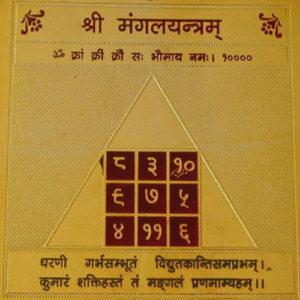 श्री मंगलयन्त्रम्
ॐ क्रां क्रीं क्रौं सः भौमाय नमः। १००००
८ ३ १०
९ ७ ५
४ ११ ६
धरणी गर्भसंभूतं विद्युतकान्तिसमप्रभम्।
कुमारं शक्तिहस्तं तं मङ्गलं प्रणमाम्यहम्।।